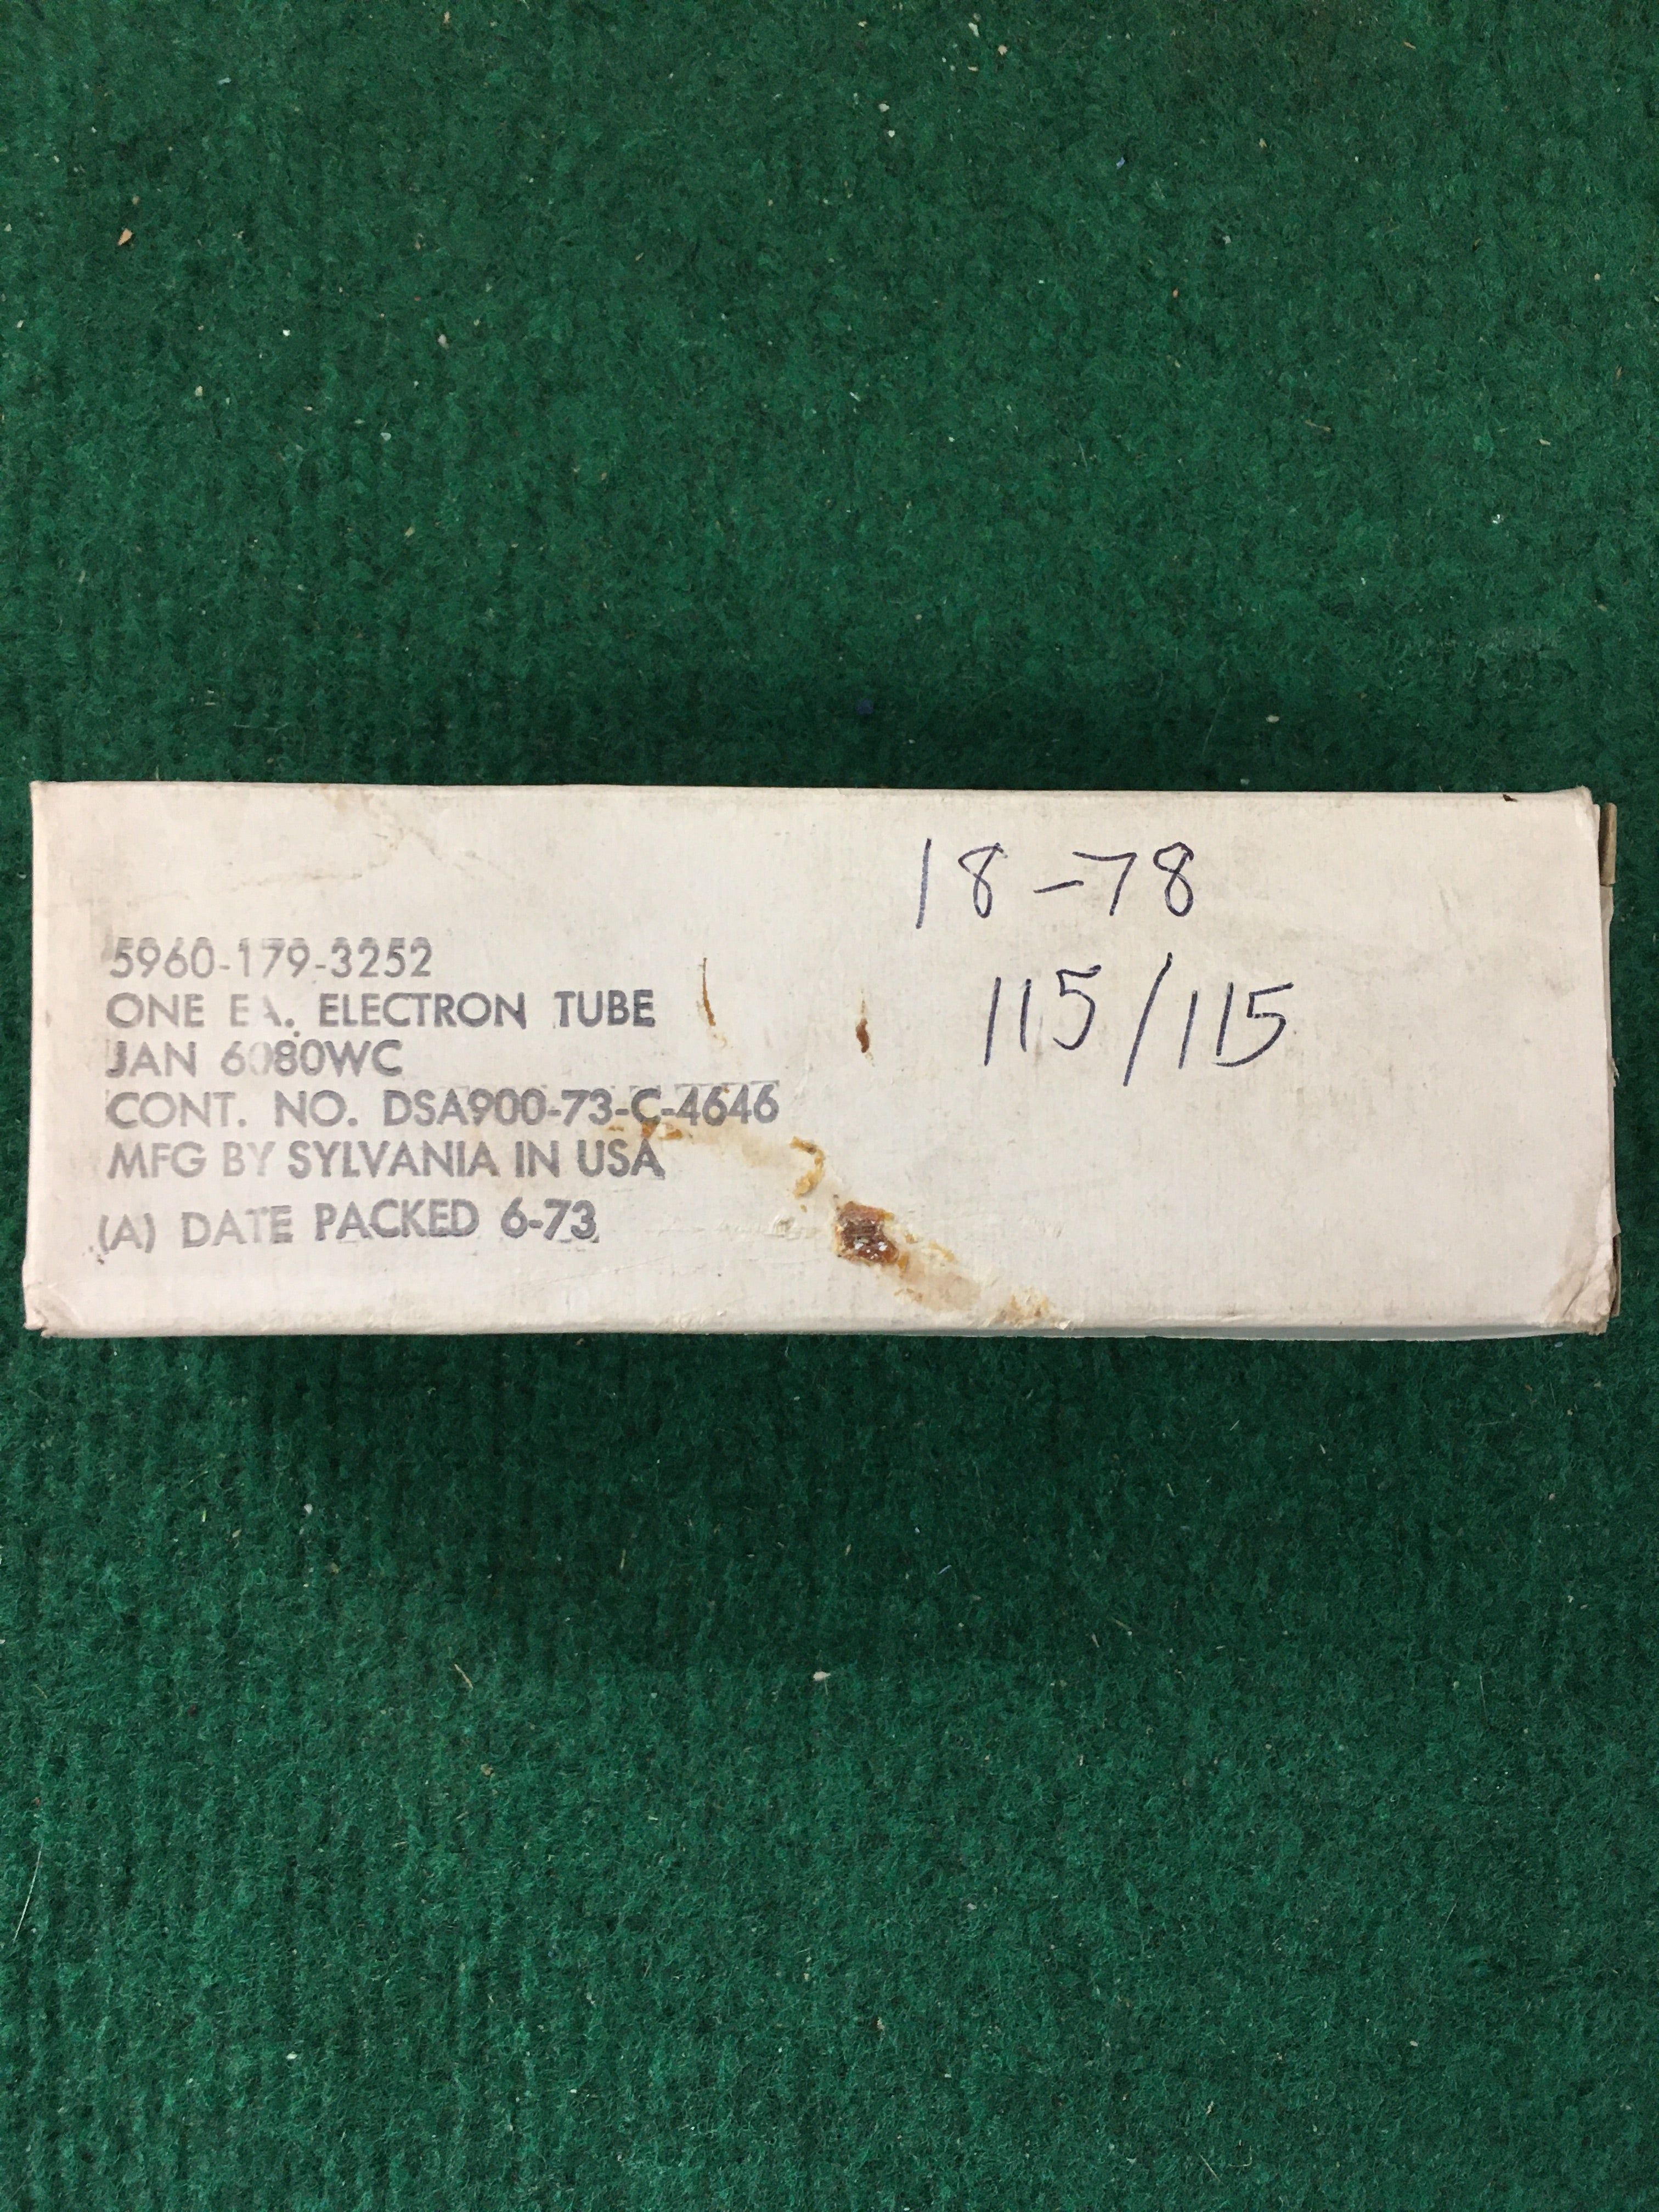 18-78
115/115
5960-179-3252
ONE EA. ELECTRON TUBE
JAN 6080WC
CONT. NO. DSA900-73-C-4646
MFG BY SYLVANIA IN USA
(A) DATE PACKED 6-73